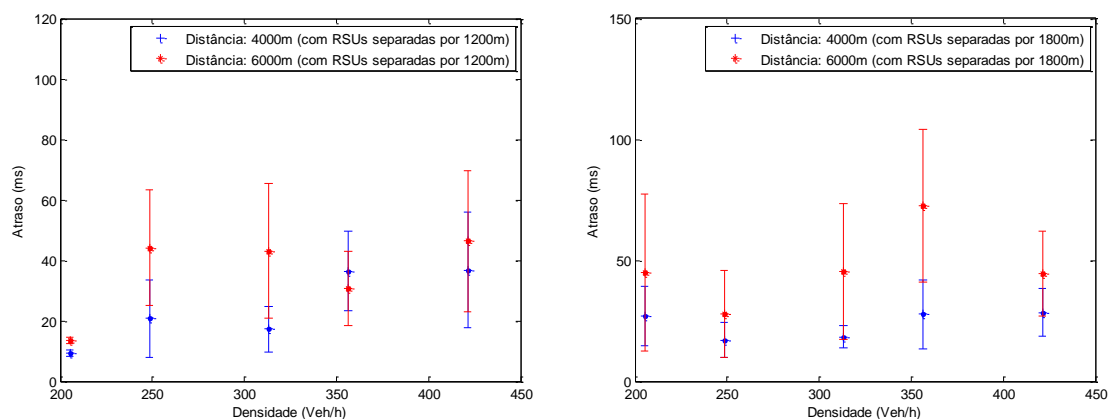 120
100
80
60
40
20
0
Atraso (ms)
200 250 300 350 400 450
Densidade (Veh/h)
Distância: 4000m (com RSUs separadas por 1200m)
Distância: 6000m (com RSUs separadas por 1200m)
150
100
50
0
Atraso (ms)
200 250 300 350 400 450
Densidade (Veh/h)
Distância: 4000m (com RSUs separadas por 1800m)
Distância: 6000m (com RSUs separadas por 1800m)